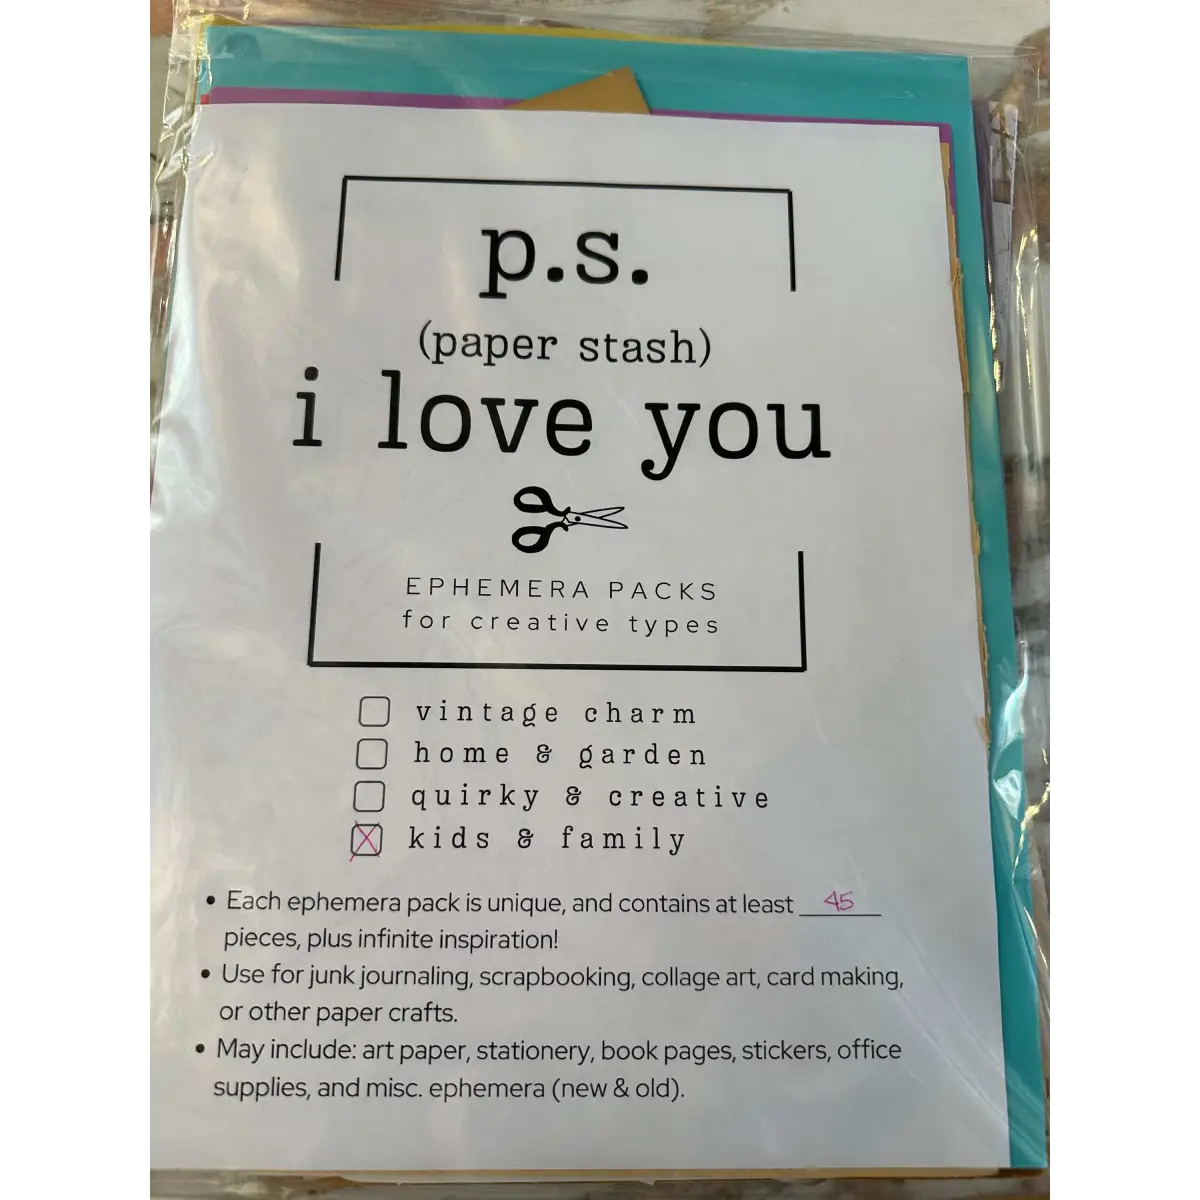 p.s.
(paper stash)
i love you
EPHEMERA PACKS
for creative types
vintage charm
home & garden
quirky & creative
kids & family
• Each ephemera pack is unique, and contains at least 45
pieces, plus infinite inspiration!
• Use for junk journaling, scrapbooking, collage art, card making,
or other paper crafts.
• May include: art paper, stationery, book pages, stickers, office
supplies, and misc. ephemera (new & old).